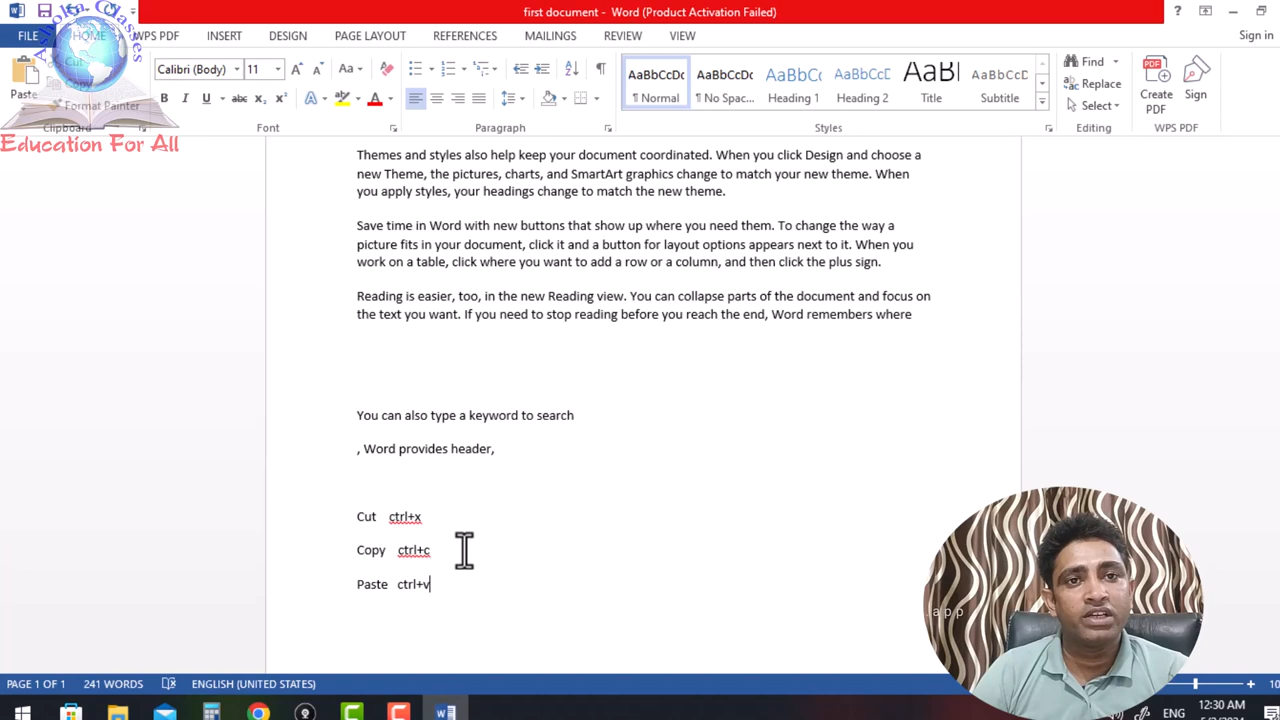 first document - Word (Product Activation Failed)
?
Sign in
FILE HOME WPS PDF INSERT DESIGN PAGE LAYOUT REFERENCES MAILINGS REVIEW VIEW
Ashoka Classes
Education For All
Cut
Copy
Format Painter
Paste
Clipboard
Calibri (Body) 11
Font
Paragraph
AaBbCcDc AaBbCcDc AaBbCc AaBbCcC AaBl AaBbCcC
¶ Normal ¶ No Spac... Heading 1 Heading 2 Title Subtitle
Styles
Find
Replace
Select
Editing
Create PDF
Sign
WPS PDF
Themes and styles also help keep your document coordinated. When you click Design and choose a
new Theme, the pictures, charts, and SmartArt graphics change to match your new theme. When
you apply styles, your headings change to match the new theme.
Save time in Word with new buttons that show up where you need them. To change the way a
picture fits in your document, click it and a button for layout options appears next to it. When you
work on a table, click where you want to add a row or a column, and then click the plus sign.
Reading is easier, too, in the new Reading view. You can collapse parts of the document and focus on
the text you want. If you need to stop reading before you reach the end, Word remembers where
You can also type a keyword to search
, Word provides header,
Cut ctrl+x
Copy ctrl+c
Paste ctrl+v
app
PAGE 1 OF 1 241 WORDS ENGLISH (UNITED STATES)
10
ENG
12:30 AM